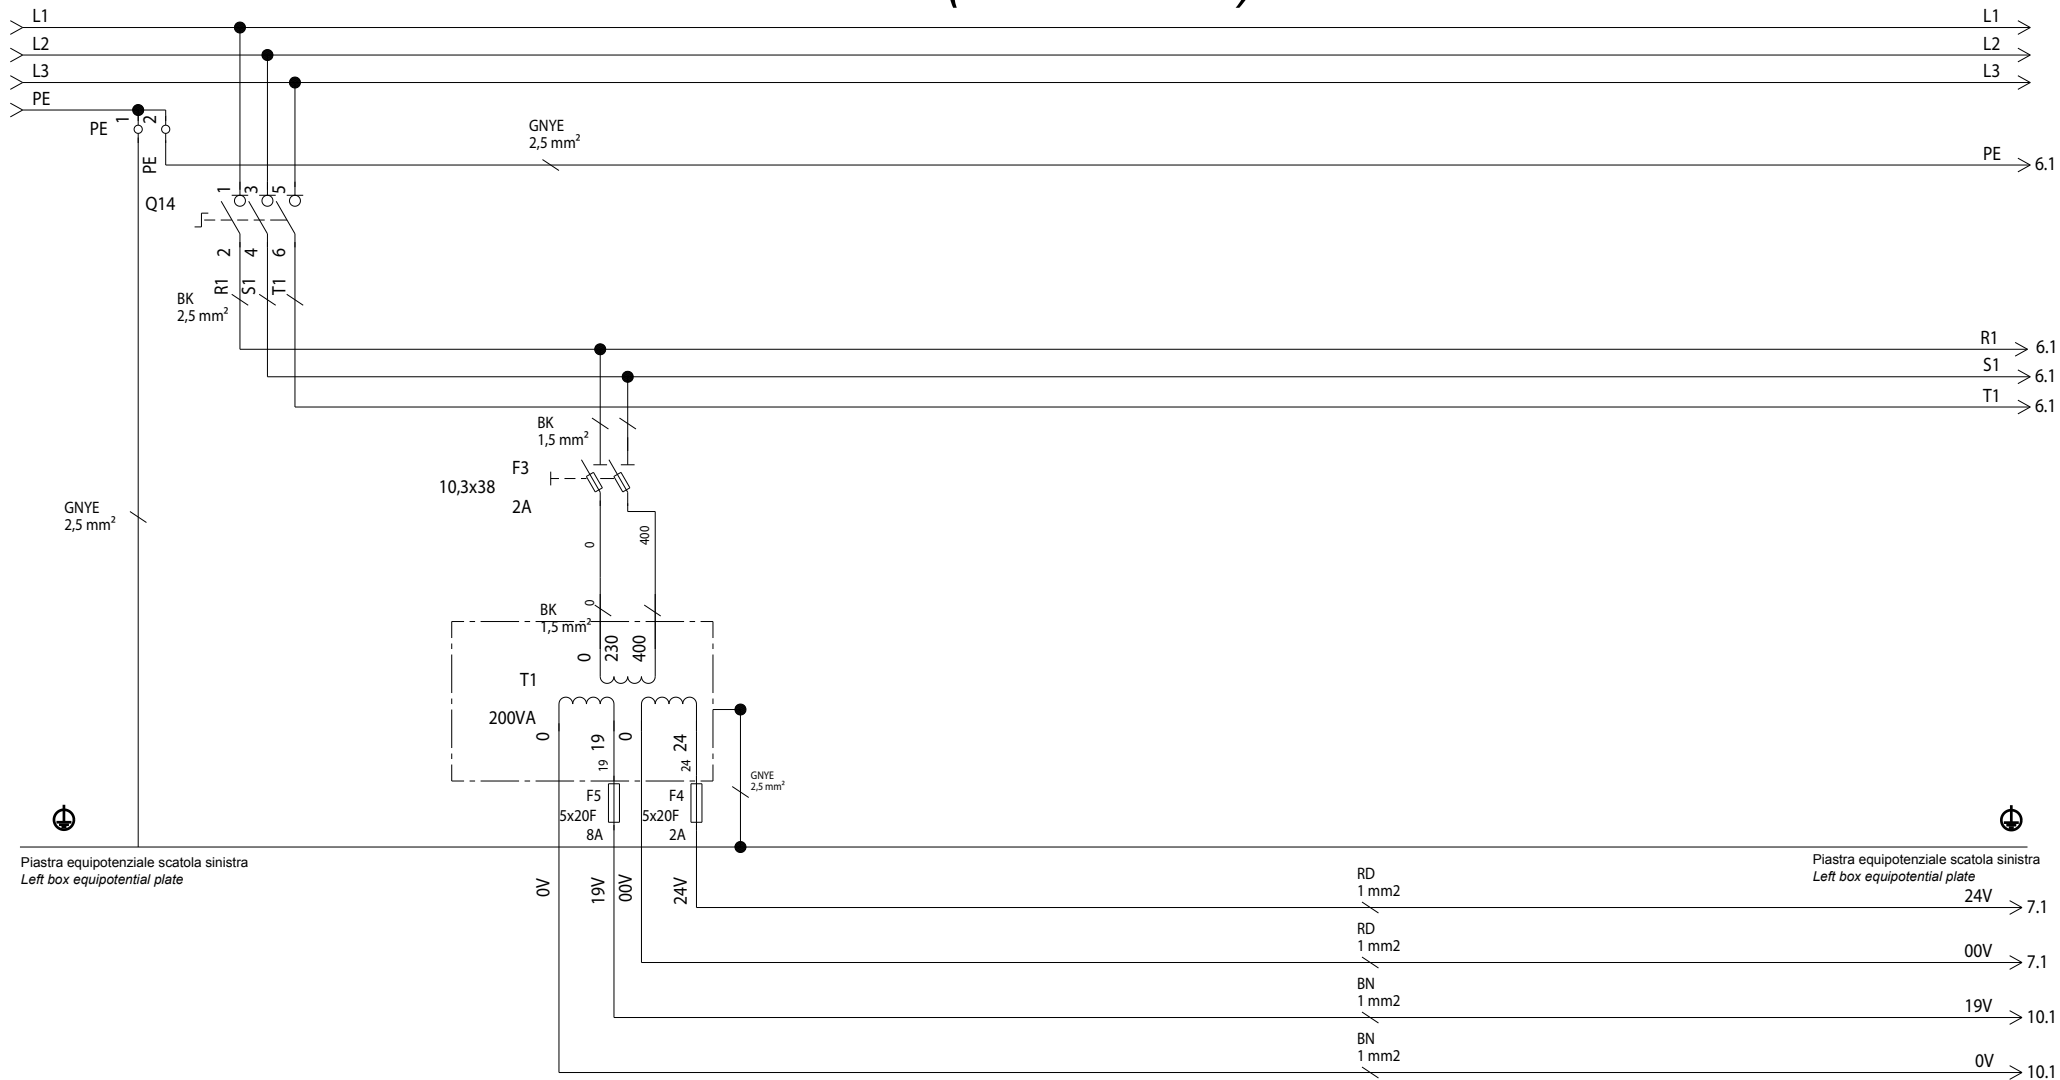 L1 L1
L2 L2
L3 L3
PE
PE 1 2
GNYE
2,5 mm²
PE PE 6.1
Q14 1 3 5
2 4 6
R1 S1 T1
BK
2,5 mm²
R1 6.1
S1 6.1
T1 6.1
BK
1,5 mm²
F3
10,3x38
2A
GNYE
2,5 mm²
0 400
BK 0
1,5 mm²
0 230 400
T1
200VA
0 19 0 24
19 24
GNYE
2,5 mm²
F5 F4
5x20F 5x20F
8A 2A
Piastra equipotenziale scatola sinistra
Left box equipotential plate
Piastra equipotenziale scatola sinistra
Left box equipotential plate
0V 19V 00V 24V
RD
1 mm2
24V 7.1
RD
1 mm2
00V 7.1
BN
1 mm2
19V 10.1
BN
1 mm2
0V 10.1